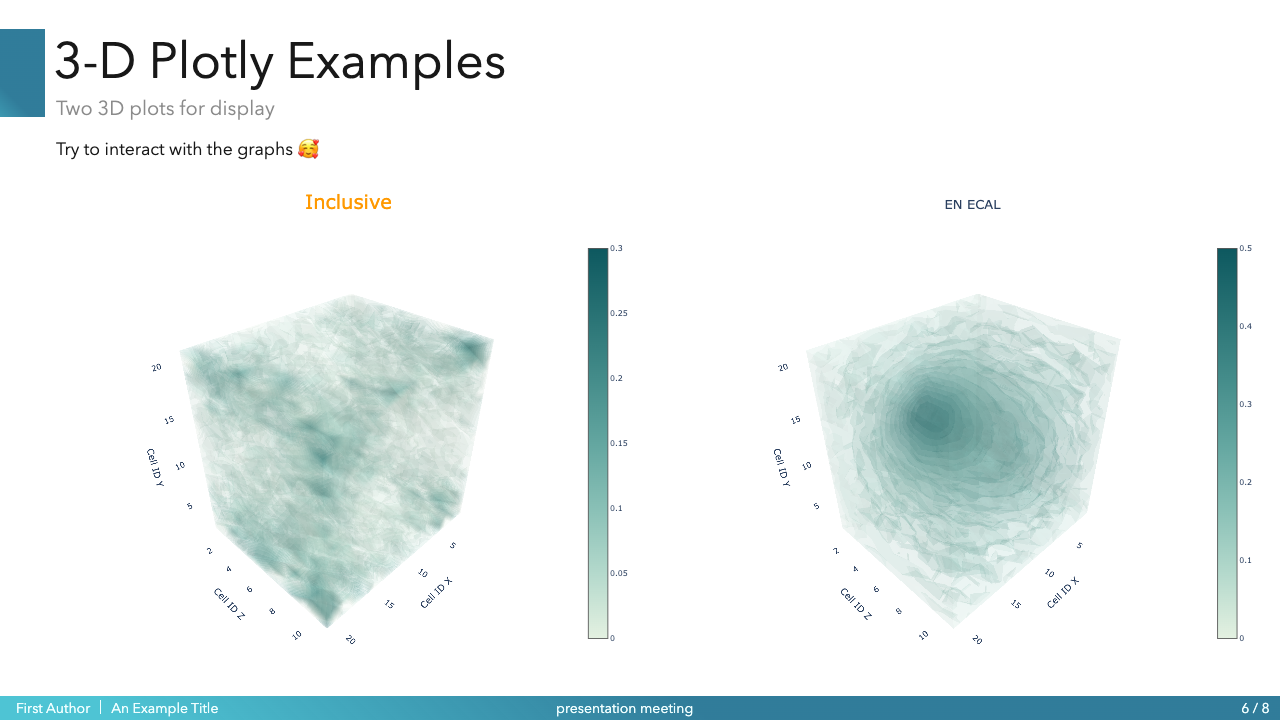 3-D Plotly Examples
Two 3D plots for display
Try to interact with the graphs 🥰
Inclusive
0.3
0.25
0.2
0.15
0.1
0.05
0
20
15
10
5
Cell ID Y
2
4
6
8
10
Cell ID Z
5
10
15
20
Cell ID X
EN ECAL
0.5
0.4
0.3
0.2
0.1
0
20
15
10
5
Cell ID Y
2
4
6
8
10
Cell ID Z
5
10
15
20
Cell ID X
First Author | An Example Title
presentation meeting
6 / 8